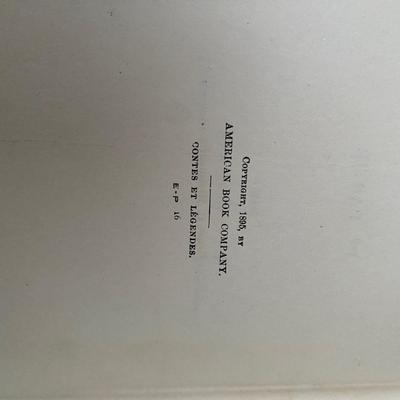 COPYRIGHT, 1895, BY
AMERICAN BOOK COMPANY.
CONTES ET LÉGENDES.
E-P 16